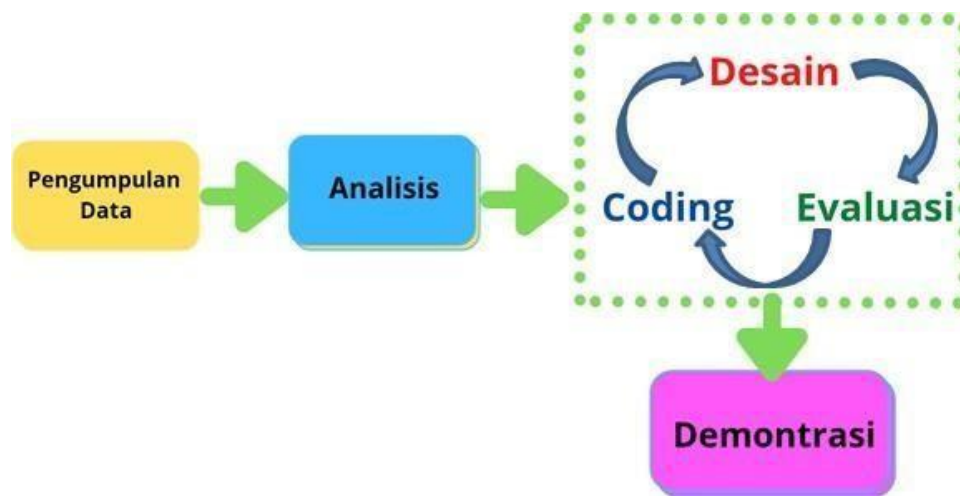 Pengumpulan
Data
Analisis
Desain
Coding
Evaluasi
Demontrasi